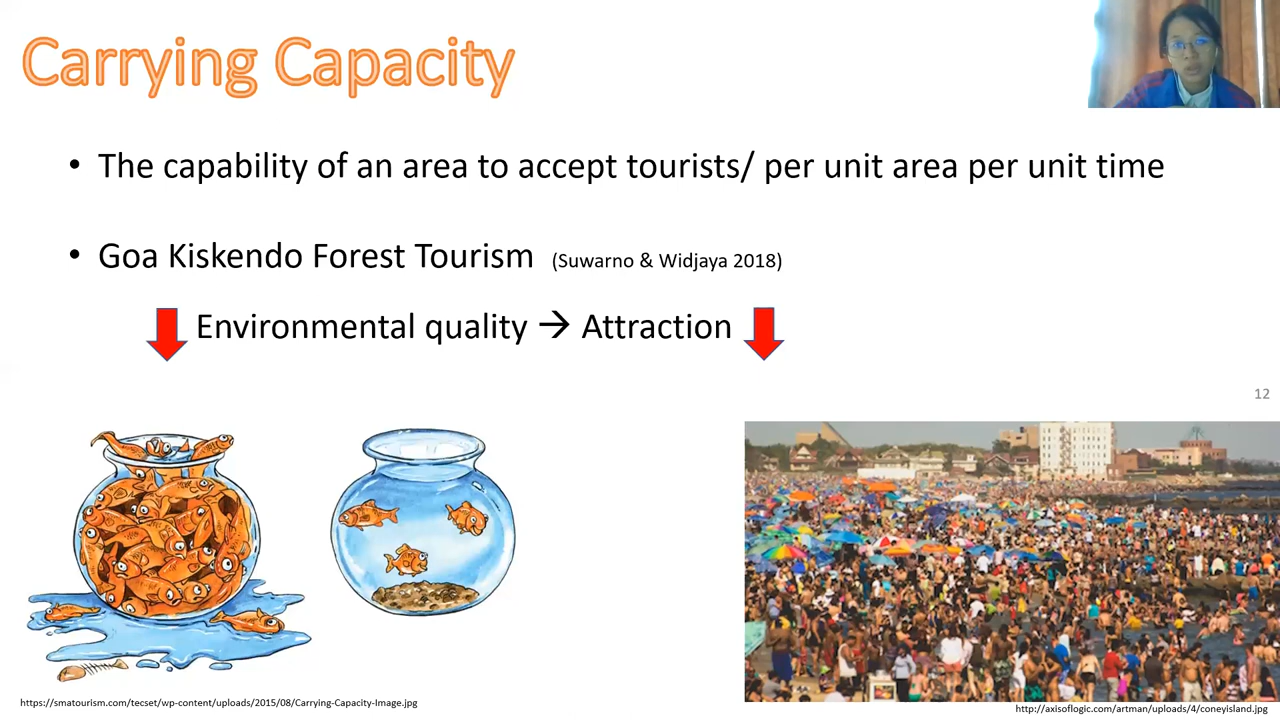 Carrying Capacity
• The capability of an area to accept tourists/ per unit area per unit time
• Goa Kiskendo Forest Tourism (Suwarno & Widjaya 2018)
Environmental quality → Attraction
12
https://smatourism.com/tecset/wp-content/uploads/2015/08/Carrying-Capacity-Image.jpg
http://axisoflogic.com/artman/uploads/4/coneyisland.jpg